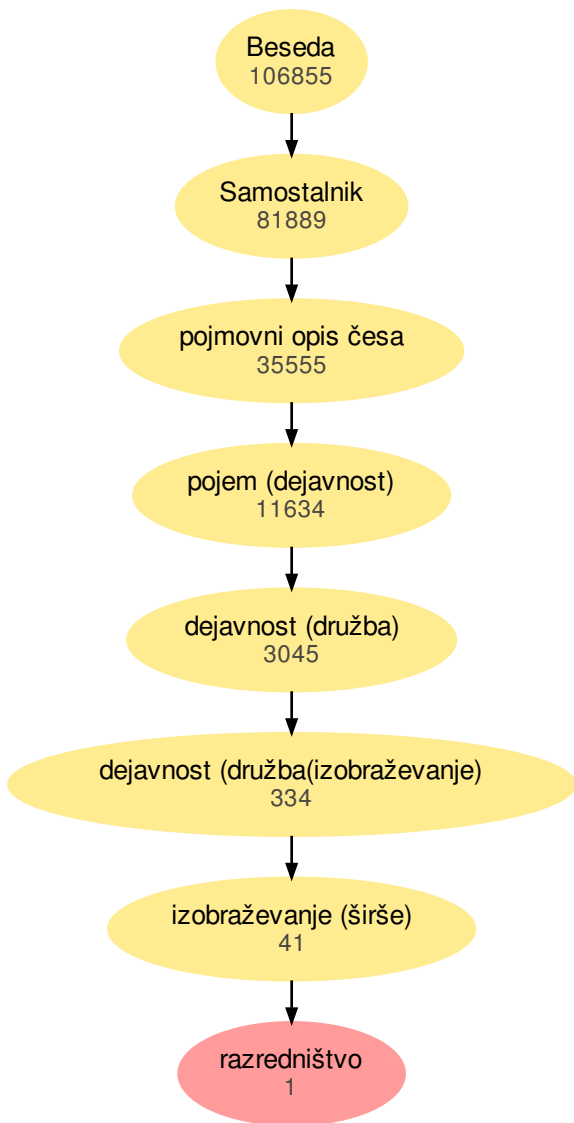 Beseda
106855
Samostalnik
81889
pojmovni opis česa
35555
pojem (dejavnost)
11634
dejavnost (družba)
3045
dejavnost (družba(izobraževanje)
334
izobraževanje (širše)
41
razredništvo
1